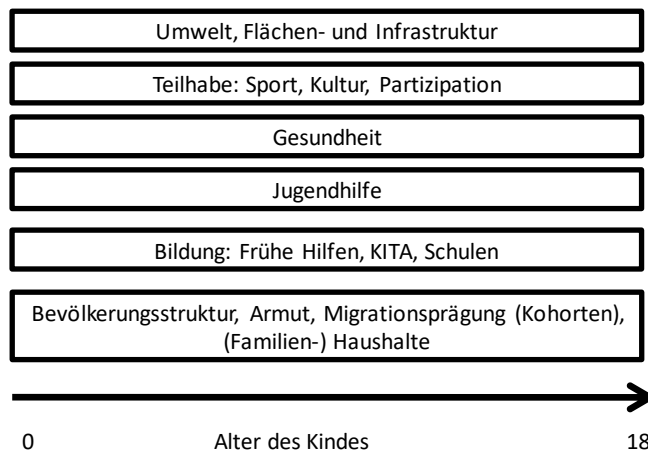 Umwelt, Flächen- und Infrastruktur
Teilhabe: Sport, Kultur, Partizipation
Gesundheit
Jugendhilfe
Bildung: Frühe Hilfen, KITA, Schulen
Bevölkerungsstruktur, Armut, Migrationsprägung (Kohorten),
(Familien-) Haushalte
0 Alter des Kindes 18